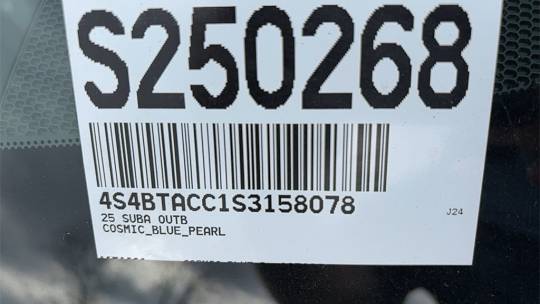 S250268
4S4BTACC1S3158078
25 SUBA OUTB
COSMIC_BLUE_PEARL
J24